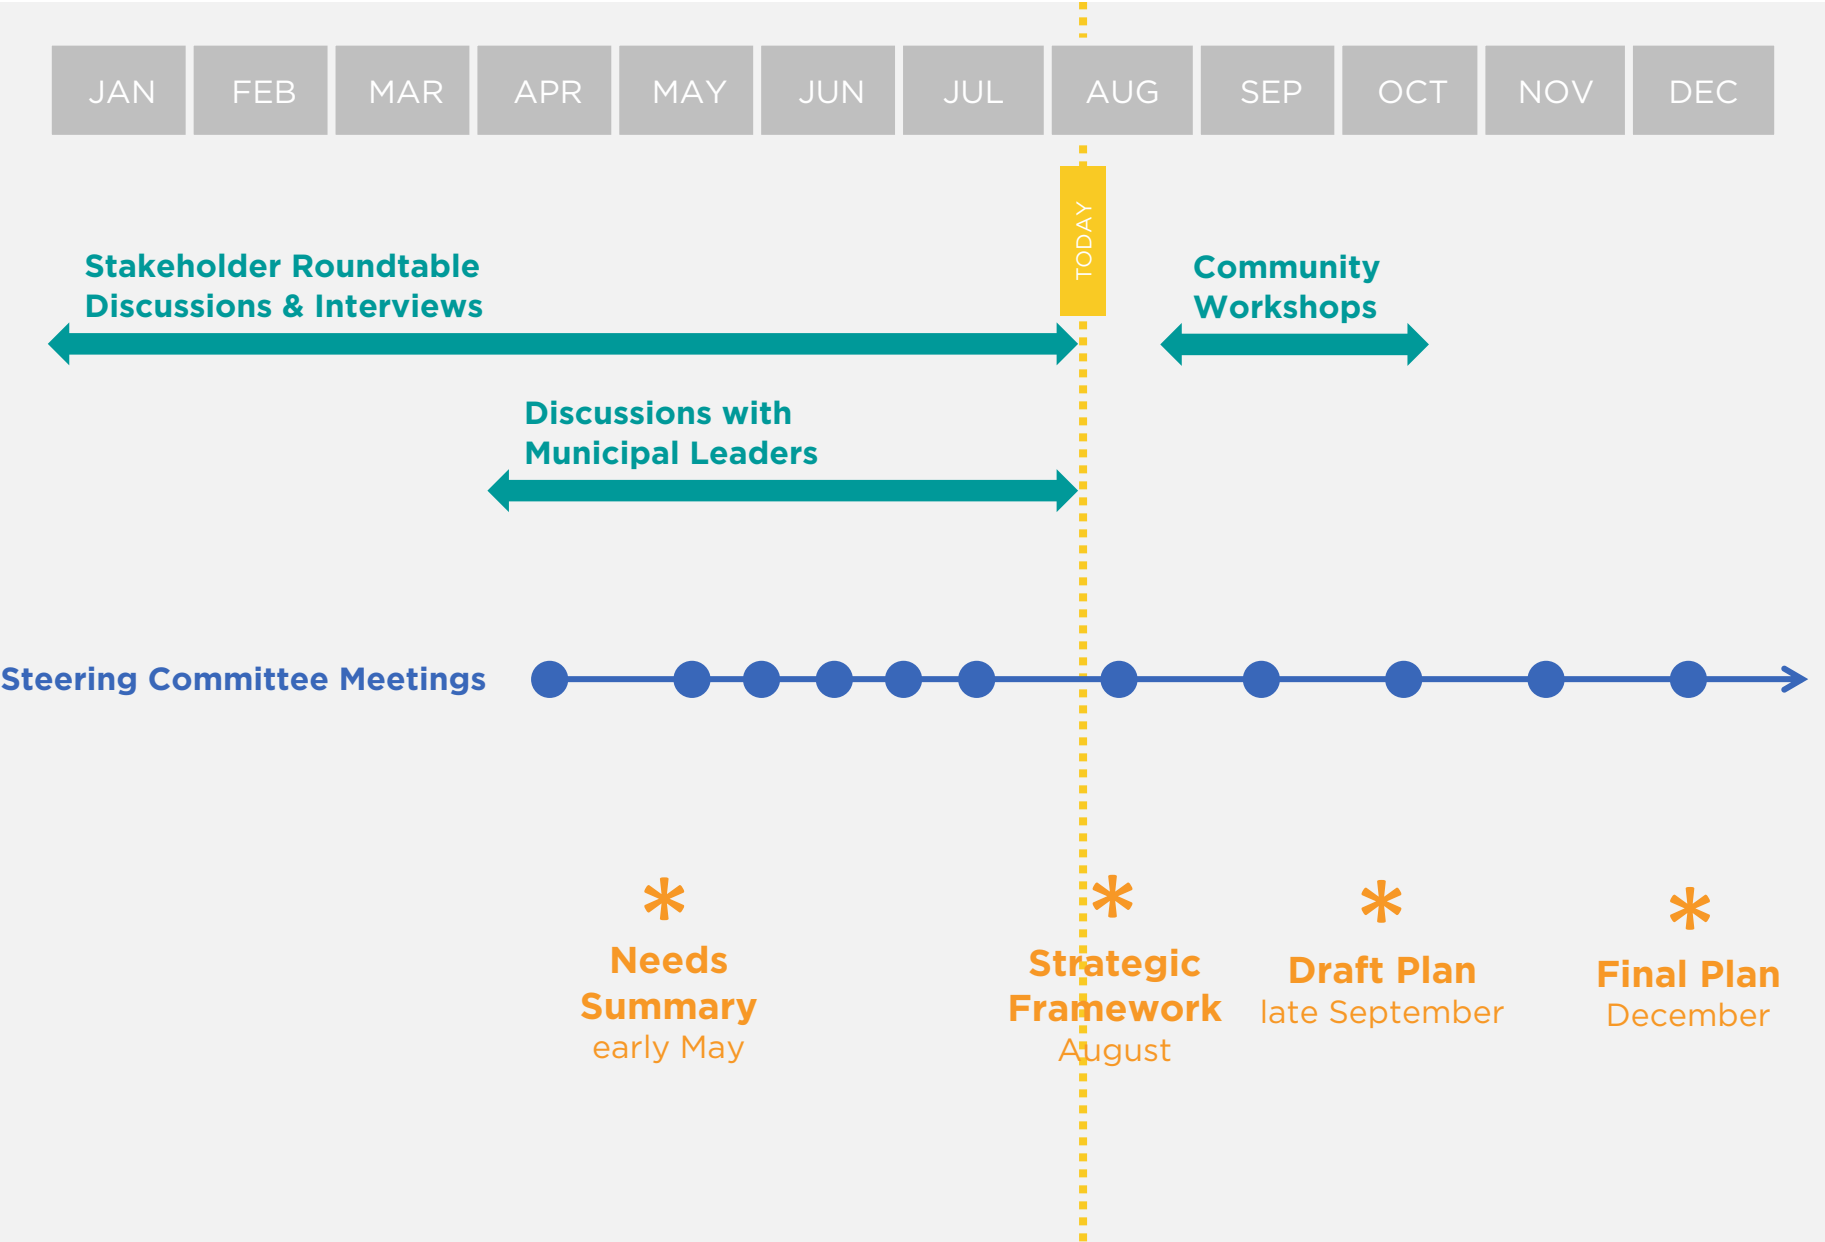 JAN FEB MAR APR MAY JUN JUL AUG SEP OCT NOV DEC
TODAY
Stakeholder Roundtable
Discussions & Interviews
Community
Workshops
Discussions with
Municipal Leaders
Steering Committee Meetings
*
Needs
Summary
early May
*
Strategic
Framework
August
*
Draft Plan
late September
*
Final Plan
December